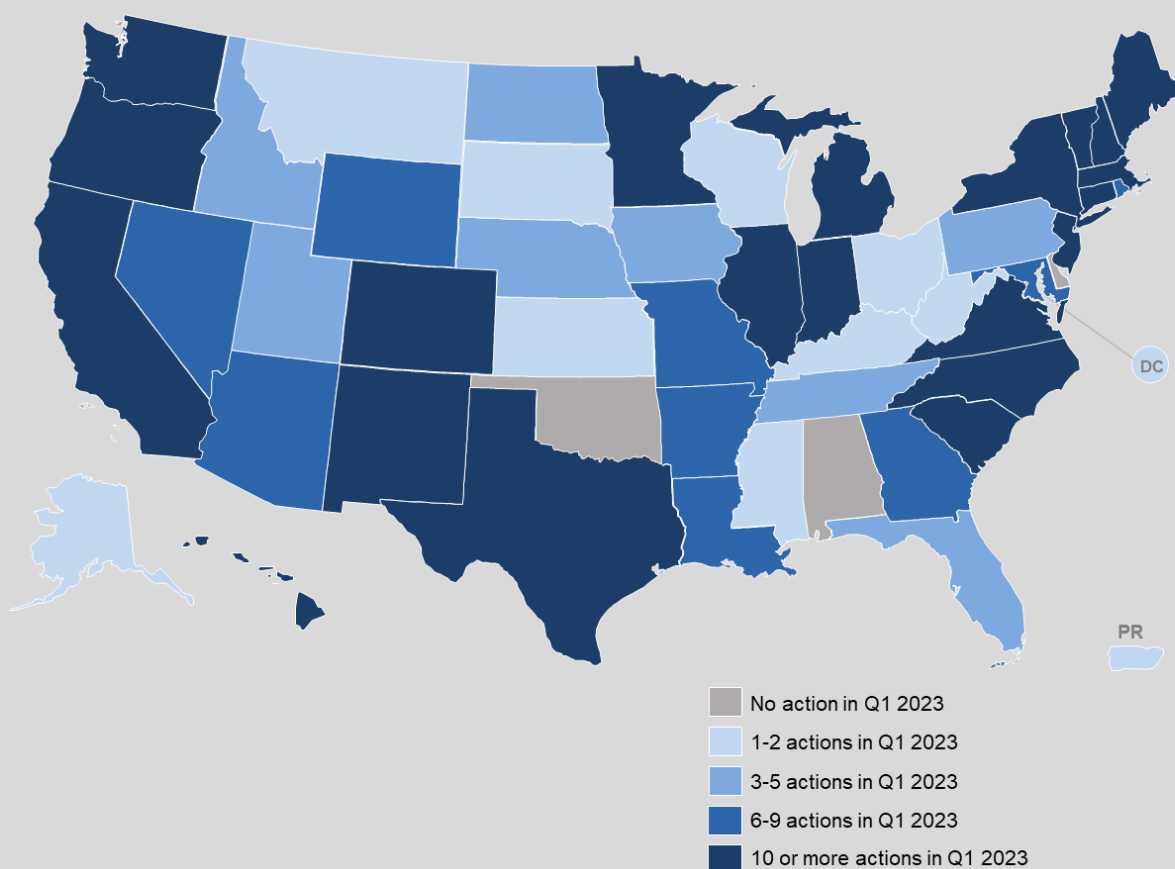 DC
PR
No action in Q1 2023
1-2 actions in Q1 2023
3-5 actions in Q1 2023
6-9 actions in Q1 2023
10 or more actions in Q1 2023